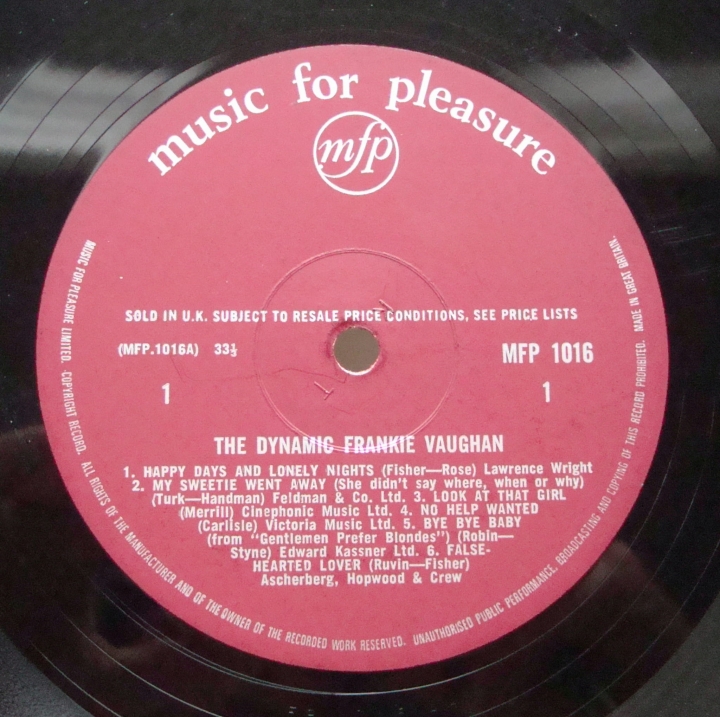 music for pleasure
mfp
SOLD IN U.K. SUBJECT TO RESALE PRICE CONDITIONS, SEE PRICE LISTS
(MFP.1016A) 33⅓ MFP 1016
1 1
THE DYNAMIC FRANKIE VAUGHAN
1. HAPPY DAYS AND LONELY NIGHTS (Fisher—Rose) Lawrence Wright
2. MY SWEETIE WENT AWAY (She didn't say where, when or why)
(Turk—Handman) Feldman & Co. Ltd. 3. LOOK AT THAT GIRL
(Merrill) Cinephonic Music Ltd. 4. NO HELP WANTED
(Carlisle) Victoria Music Ltd. 5. BYE BYE BABY
(from "Gentlemen Prefer Blondes") (Robin—
Styne) Edward Kassner Ltd. 6. FALSE-
HEARTED LOVER (Ruvin—Fisher)
Ascherberg, Hopwood & Crew
MUSIC FOR PLEASURE LIMITED. COPYRIGHT RECORD. ALL RIGHTS OF THE MANUFACTURER AND OF THE OWNER OF THE RECORDED WORK RESERVED. UNAUTHORISED PUBLIC PERFORMANCE, BROADCASTING AND COPYING OF THIS RECORD PROHIBITED. MADE IN GREAT BRITAIN.